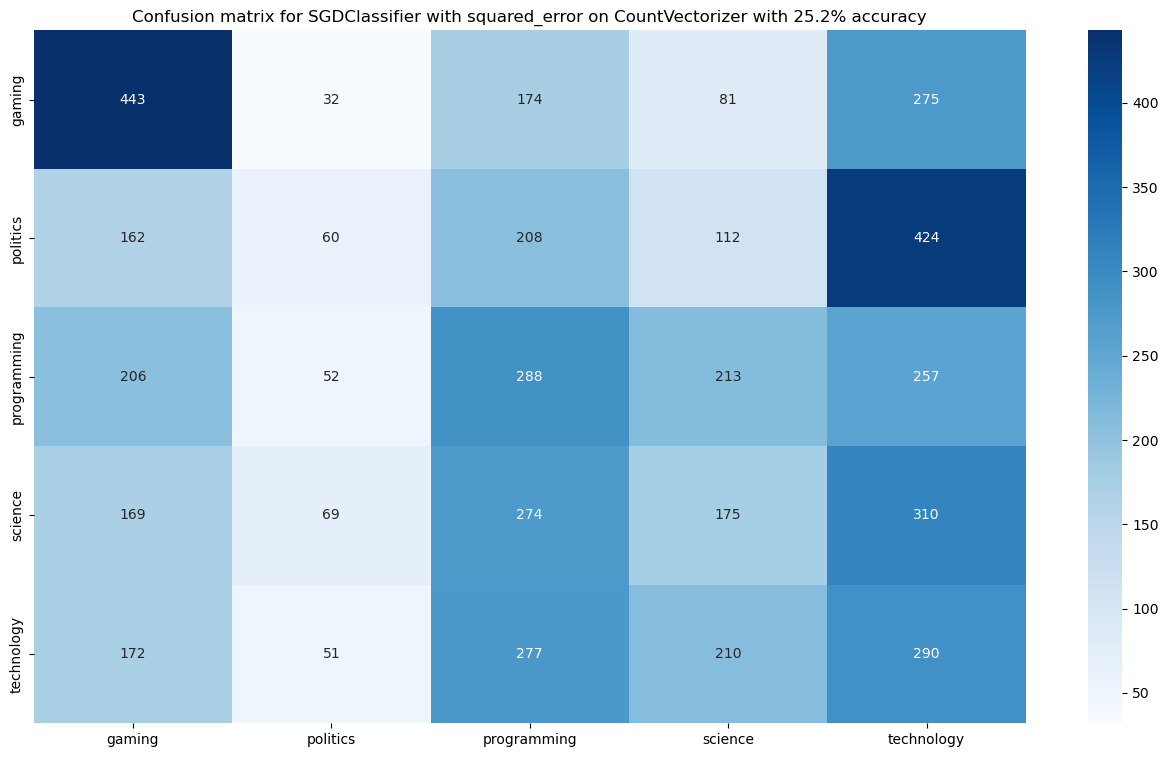 Confusion matrix for SGDClassifier with squared_error on CountVectorizer with 25.2% accuracy
gaming
443 32 174 81 275
politics
162 60 208 112 424
programming
206 52 288 213 257
science
169 69 274 175 310
technology
172 51 277 210 290
gaming politics programming science technology
400
350
300
250
200
150
100
50